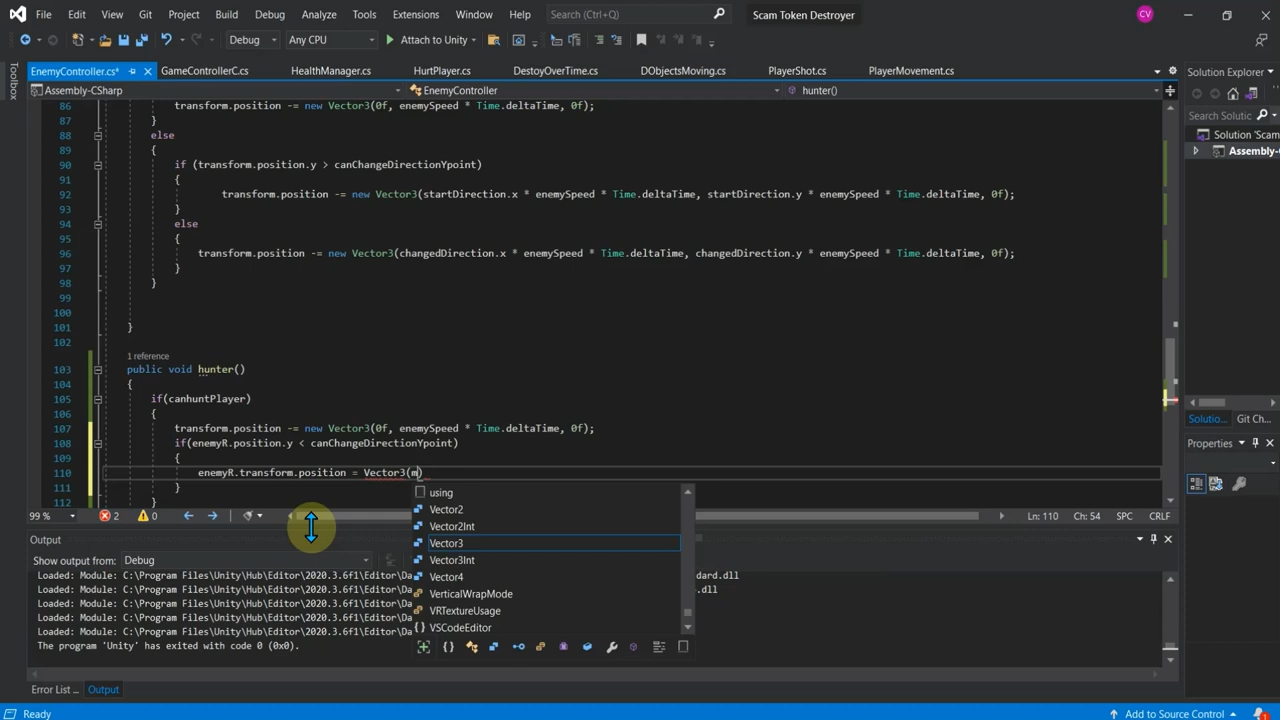 File Edit View Git Project Build Debug Analyze Tools Extensions Window Help Search (Ctrl+Q) Scam Token Destroyer CV
Debug Any CPU Attach to Unity
EnemyController.cs* GameControllerC.cs HealthManager.cs HurtPlayer.cs DestoyOverTime.cs DObjectsMoving.cs PlayerShot.cs PlayerMovement.cs Solution Explorer
Toolbox
Assembly-CSharp EnemyController hunter()
Search Solutic
Solution 'Scam
Assembly-C
86 transform.position -= new Vector3(0f, enemySpeed * Time.deltaTime, 0f);
87 }
88 else
89 {
90 if (transform.position.y > canChangeDirectionYpoint)
91 {
92 transform.position -= new Vector3(startDirection.x * enemySpeed * Time.deltaTime, startDirection.y * enemySpeed * Time.deltaTime, 0f);
93 }
94 else
95 {
96 transform.position -= new Vector3(changedDirection.x * enemySpeed * Time.deltaTime, changedDirection.y * enemySpeed * Time.deltaTime, 0f);
97 }
98 }
99
100
101 }
102
1 reference
103 public void hunter()
104 {
105 if(canhuntPlayer)
106 {
107 transform.position -= new Vector3(0f, enemySpeed * Time.deltaTime, 0f);
108 if(enemyR.position.y < canChangeDirectionYpoint)
109 {
110 enemyR.transform.position = Vector3(m)
111 }
112 }
using
Vector2
Vector2Int
Vector3
Vector3Int
Vector4
VerticalWrapMode
VRTextureUsage
VSCodeEditor
Solutio... Git Ch...
Properties
99 % 2 0 Ln: 110 Ch: 54 SPC CRLF
Output
Show output from: Debug
Loaded: Module: C:\Program Files\Unity\Hub\Editor\2020.3.6f1\Editor\Da dard.dll
Loaded: Module: C:\Program Files\Unity\Hub\Editor\2020.3.6f1\Editor\Da .dll
Loaded: Module: C:\Program Files\Unity\Hub\Editor\2020.3.6f1\Editor\Da
Loaded: Module: C:\Program Files\Unity\Hub\Editor\2020.3.6f1\Editor\Da
Loaded: Module: C:\Program Files\Unity\Hub\Editor\2020.3.6f1\Editor\Da
The program 'Unity' has exited with code 0 (0x0).
Error List ... Output
Ready Add to Source Control